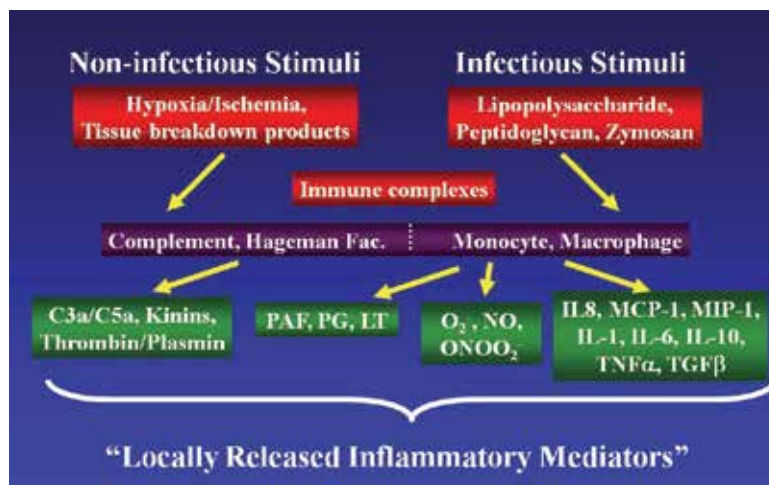 Non-infectious Stimuli
Infectious Stimuli
Hypoxia/Ischemia,
Tissue breakdown products
Lipopolysaccharide,
Peptidoglycan, Zymosan
Immune complexes
Complement, Hageman Fac.
Monocyte, Macrophage
C3a/C5a, Kinins,
Thrombin/Plasmin
PAF, PG, LT
O₂⁻, NO,
ONOO₂⁻
IL8, MCP-1, MIP-1,
IL-1, IL-6, IL-10,
TNFα, TGFβ
“Locally Released Inflammatory Mediators”